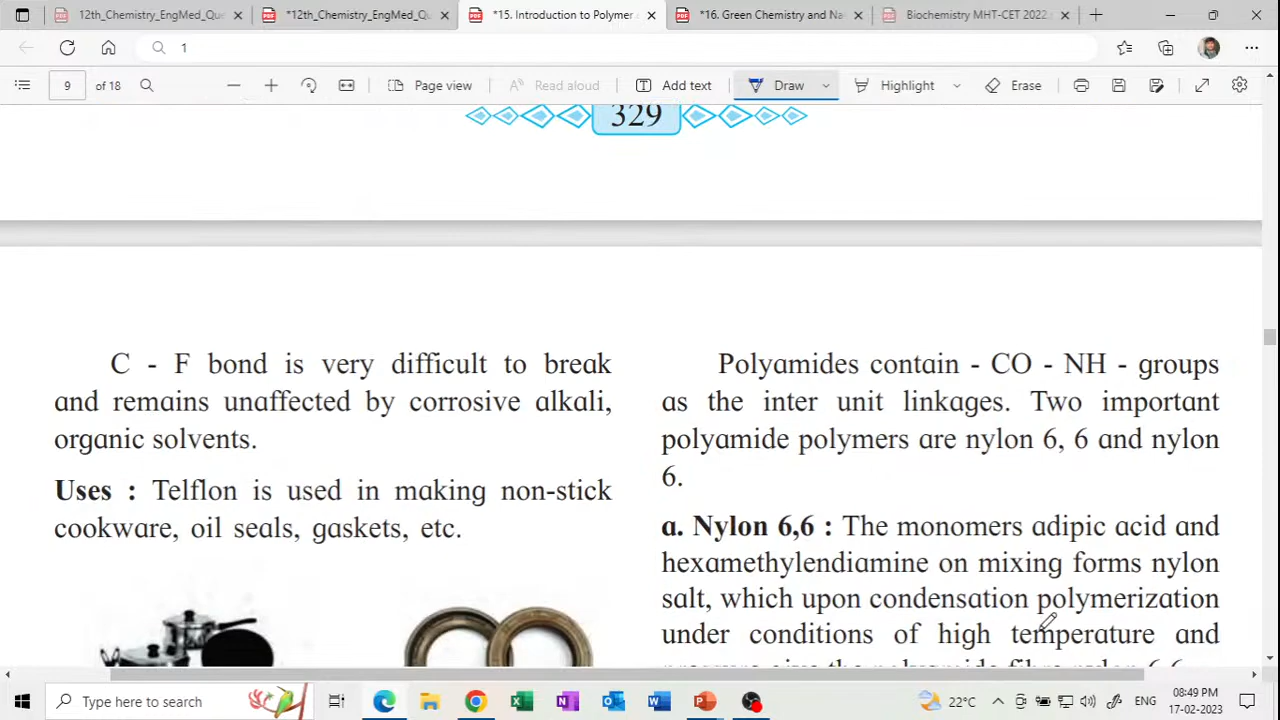 12th_Chemistry_EngMed_Qu
*12th_Chemistry_EngMed_Qu
*15. Introduction to Polymer
*16. Green Chemistry and Na
Biochemistry MHT-CET 2022
1
9 of 18
Page view
Read aloud
Add text
Draw
Highlight
Erase
329
C - F bond is very difficult to break
and remains unaffected by corrosive alkali,
organic solvents.
Uses : Telflon is used in making non-stick
cookware, oil seals, gaskets, etc.
Polyamides contain - CO - NH - groups
as the inter unit linkages. Two important
polyamide polymers are nylon 6, 6 and nylon
6.
a. Nylon 6,6 : The monomers adipic acid and
hexamethylendiamine on mixing forms nylon
salt, which upon condensation polymerization
under conditions of high temperature and
Type here to search
22°C
ENG
08:49 PM
17-02-2023